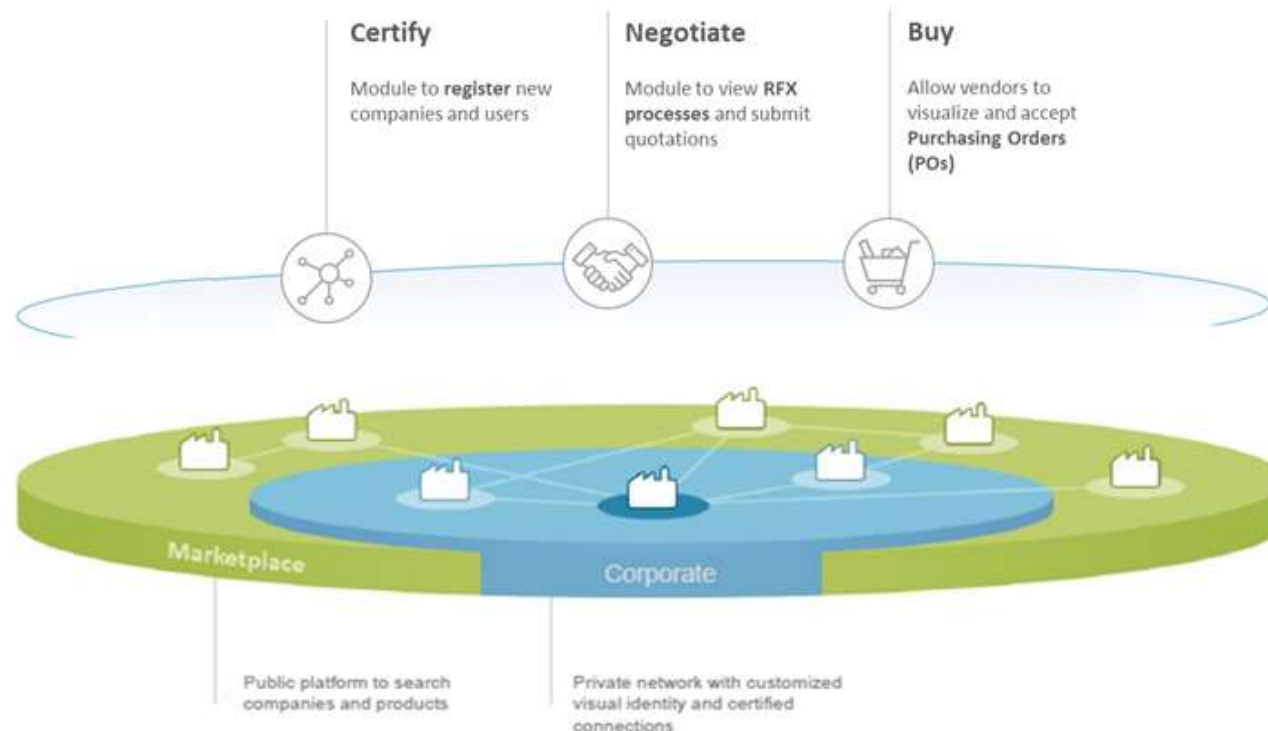 Certify
Module to register new
companies and users
Negotiate
Module to view RFX
processes and submit
quotations
Buy
Allow vendors to
visualize and accept
Purchasing Orders
(POs)
Marketplace
Corporate
Public platform to search
companies and products
Private network with customized
visual identity and certified
connections